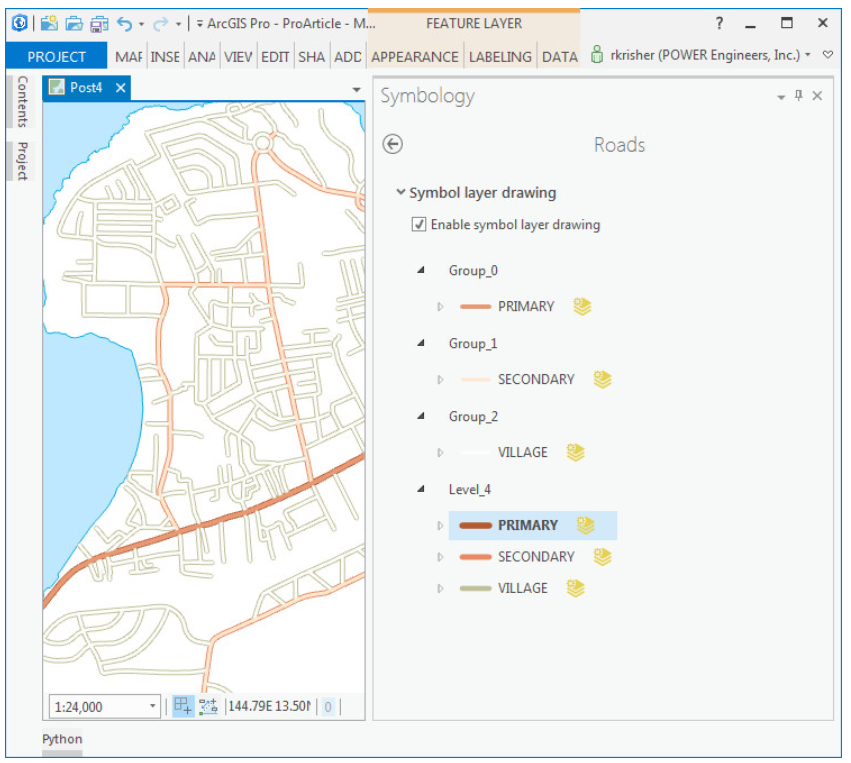 ArcGIS Pro - ProArticle - M...
FEATURE LAYER
?
PROJECT MAF INSE ANA VIEV EDIT SHA ADD APPEARANCE LABELING DATA rkrisher (POWER Engineers, Inc.)
Contents
Project
Post4
Symbology
Roads
Symbol layer drawing
Enable symbol layer drawing
Group_0
PRIMARY
Group_1
SECONDARY
Group_2
VILLAGE
Level_4
PRIMARY
SECONDARY
VILLAGE
1:24,000
144.79E 13.50N
0
Python